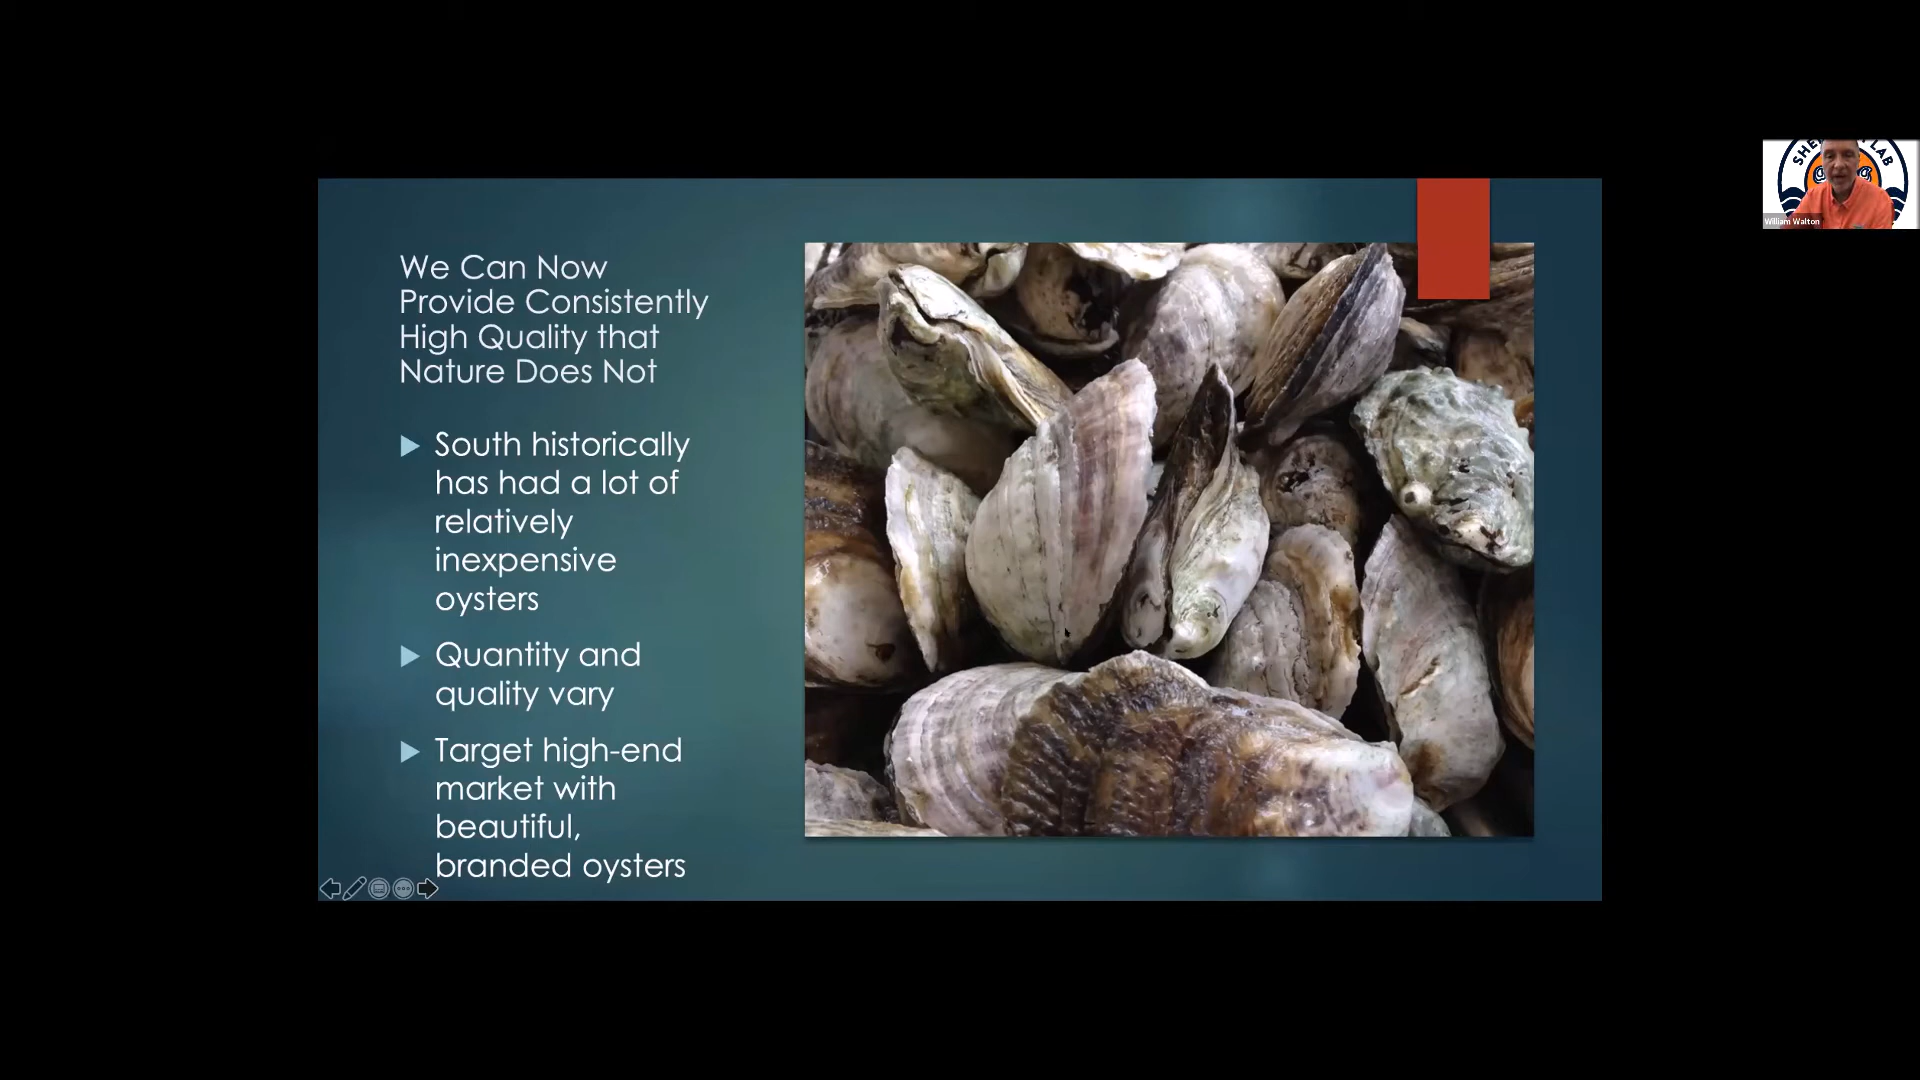 We Can Now
Provide Consistently
High Quality that
Nature Does Not
South historically
has had a lot of
relatively
inexpensive
oysters
Quantity and
quality vary
Target high-end
market with
beautiful,
branded oysters
LAB
William Walton